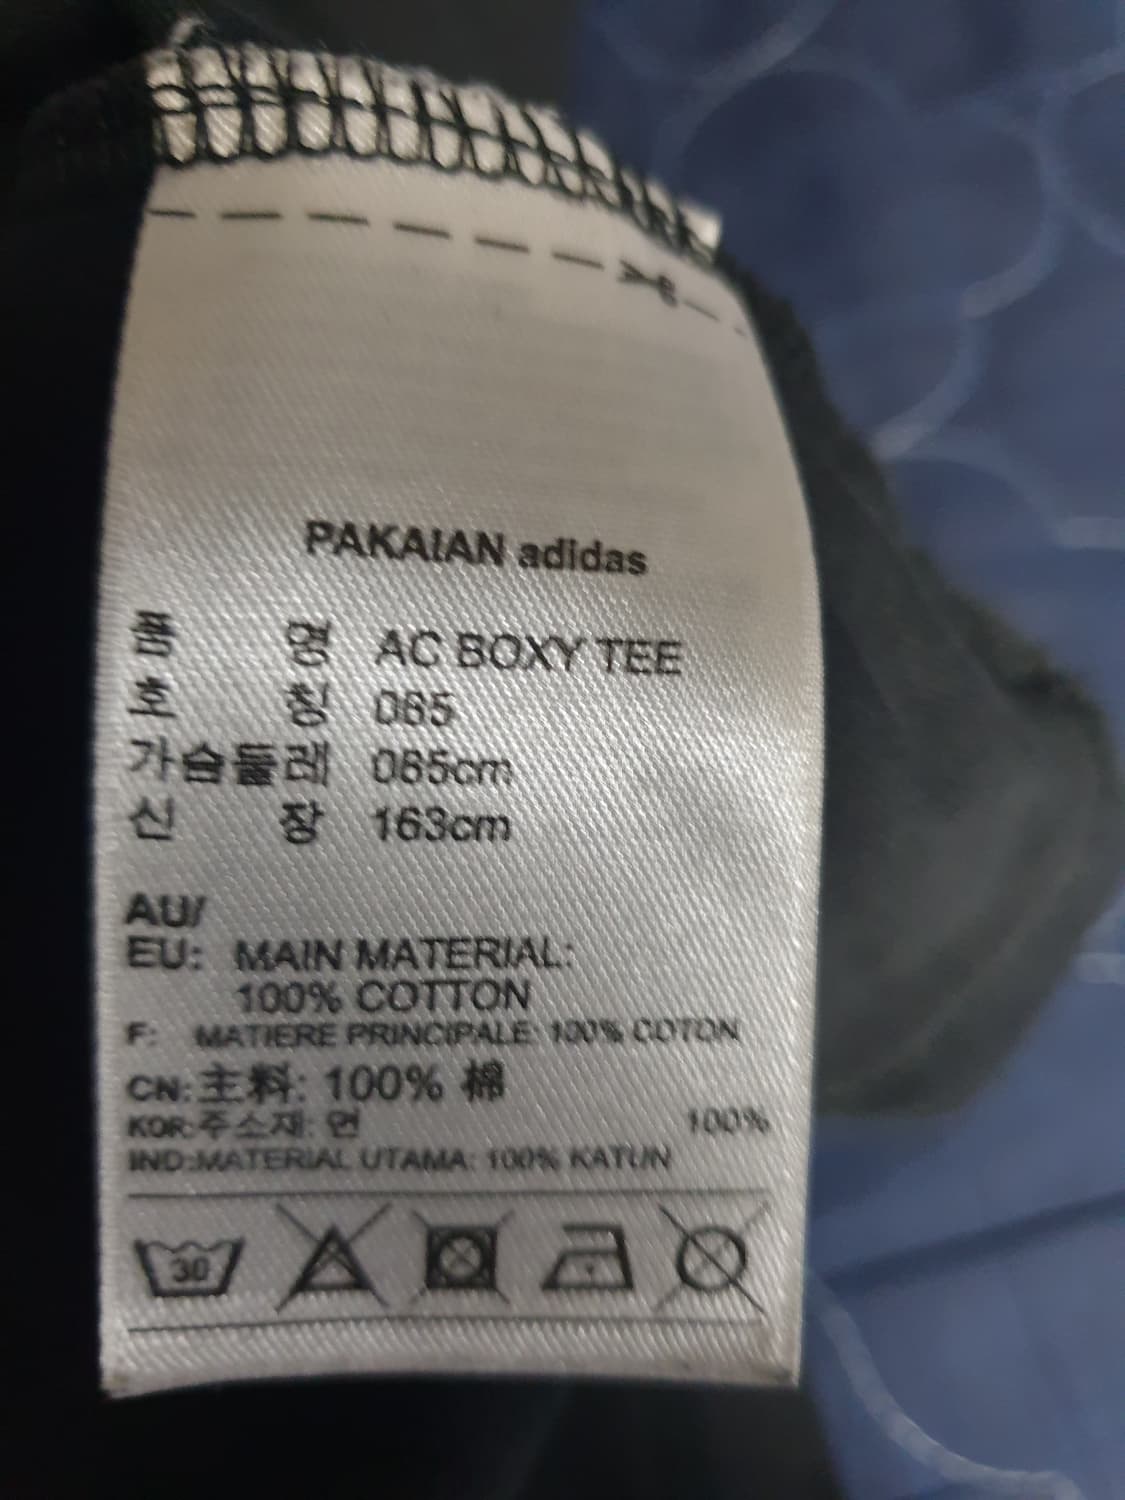 PAKAIAN adidas
품 명 AC BOXY TEE
호 칭 085
가슴둘레 085cm
신 장 163cm
AU/
EU: MAIN MATERIAL:
100% COTTON
F: MATIERE PRINCIPALE: 100% COTON
CN:主料: 100% 棉
KOR:주소재: 면 100%
IND:MATERIAL UTAMA: 100% KATUN
30